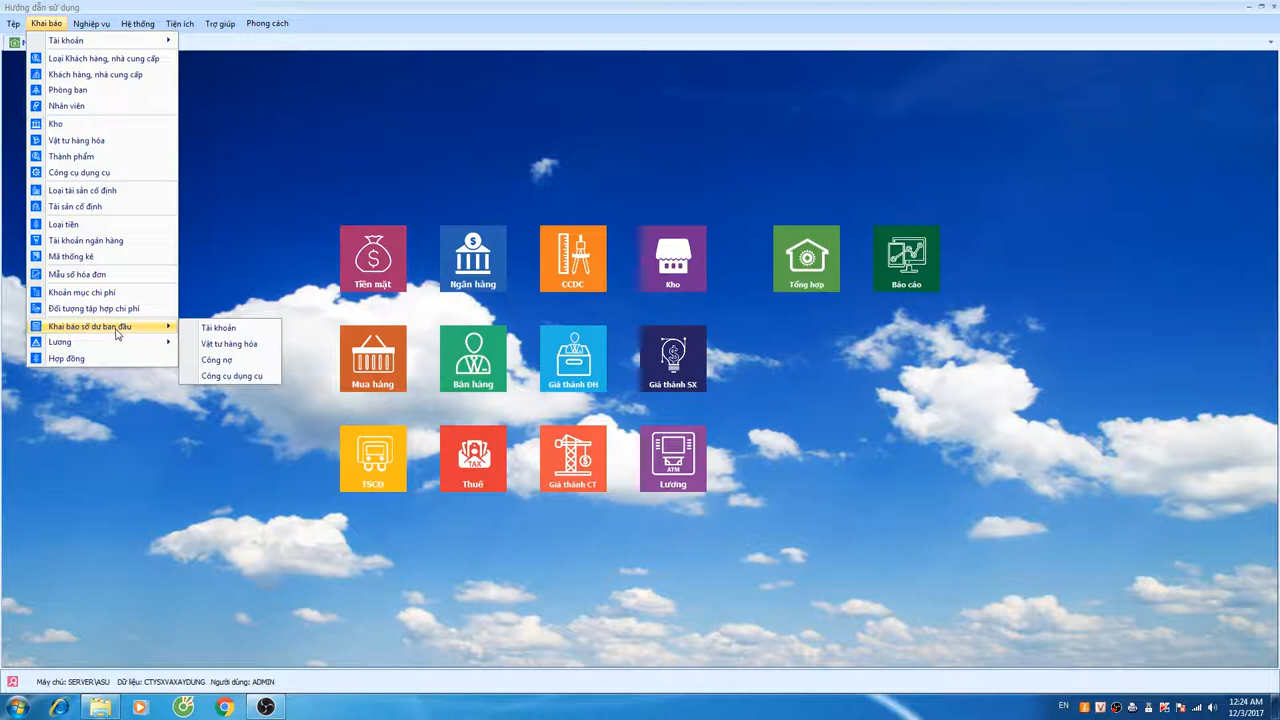 Hướng dẫn sử dụng
Tệp Khai báo Nghiệp vụ Hệ thống Tiện ích Trợ giúp Phong cách
Tài khoản
Loại Khách hàng, nhà cung cấp
Khách hàng, nhà cung cấp
Phòng ban
Nhân viên
Kho
Vật tư hàng hóa
Thành phẩm
Công cụ dụng cụ
Loại tài sản cố định
Tài sản cố định
Loại tiền
Tài khoản ngân hàng
Mã thống kê
Mẫu số hóa đơn
Khoản mục chi phí
Đối tượng tập hợp chi phí
Khai báo số dư ban đầu
Lương
Hợp đồng
Tài khoản
Vật tư hàng hóa
Công nợ
Công cụ dụng cụ
Tiền mặt Ngân hàng CCDC Kho Tổng hợp Báo cáo
Mua hàng Bán hàng Giá thành ĐH Giá thành SX
TSCĐ TAX Thuế Giá thành CT ATM Lương
Máy chủ: SERVER\ASU Dữ liệu: CTYSXVAXAYDUNG Người dùng: ADMIN
EN 12:24 AM
12/3/2017